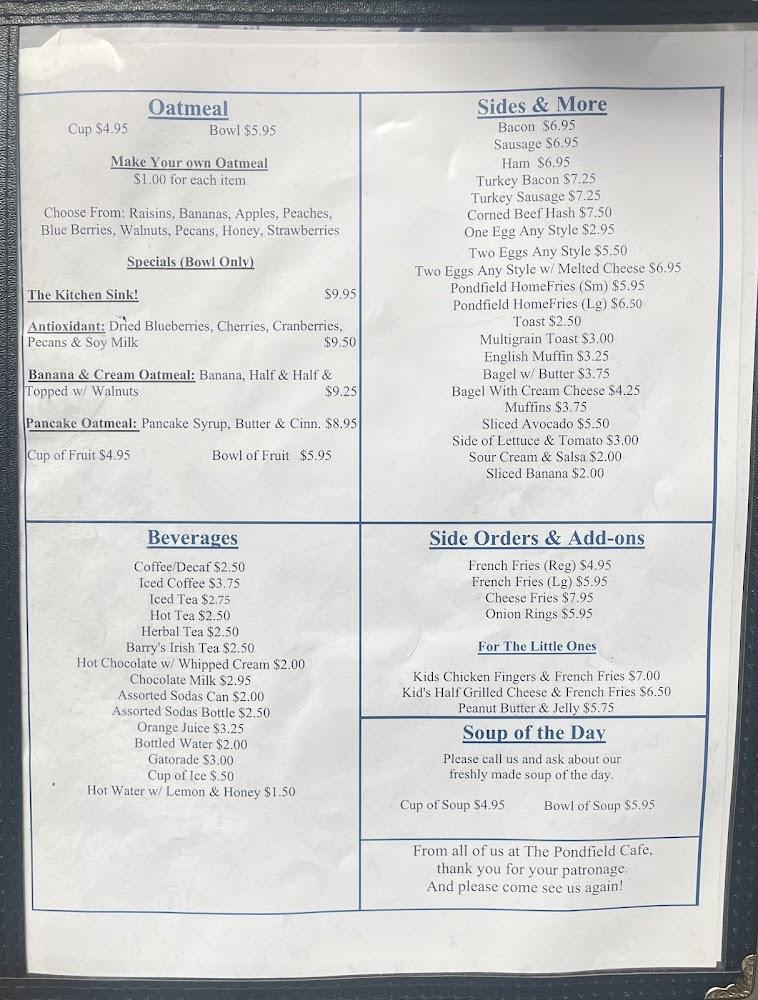 Oatmeal
Cup $4.95 Bowl $5.95
Make Your own Oatmeal
$1.00 for each item
Choose From: Raisins, Bananas, Apples, Peaches,
Blue Berries, Walnuts, Pecans, Honey, Strawberries
Specials (Bowl Only)
The Kitchen Sink! $9.95
Antioxidant: Dried Blueberries, Cherries, Cranberries,
Pecans & Soy Milk $9.50
Banana & Cream Oatmeal: Banana, Half & Half &
Topped w/ Walnuts $9.25
Pancake Oatmeal: Pancake Syrup, Butter & Cinn. $8.95
Cup of Fruit $4.95 Bowl of Fruit $5.95
Sides & More
Bacon $6.95
Sausage $6.95
Ham $6.95
Turkey Bacon $7.25
Turkey Sausage $7.25
Corned Beef Hash $7.50
One Egg Any Style $2.95
Two Eggs Any Style $5.50
Two Eggs Any Style w/ Melted Cheese $6.95
Pondfield HomeFries (Sm) $5.95
Pondfield HomeFries (Lg) $6.50
Toast $2.50
Multigrain Toast $3.00
English Muffin $3.25
Bagel w/ Butter $3.75
Bagel With Cream Cheese $4.25
Muffins $3.75
Sliced Avocado $5.50
Side of Lettuce & Tomato $3.00
Sour Cream & Salsa $2.00
Sliced Banana $2.00
Beverages
Coffee/Decaf $2.50
Iced Coffee $3.75
Iced Tea $2.75
Hot Tea $2.50
Herbal Tea $2.50
Barry's Irish Tea $2.50
Hot Chocolate w/ Whipped Cream $2.00
Chocolate Milk $2.95
Assorted Sodas Can $2.00
Assorted Sodas Bottle $2.50
Orange Juice $3.25
Bottled Water $2.00
Gatorade $3.00
Cup of Ice $.50
Hot Water w/ Lemon & Honey $1.50
Side Orders & Add-ons
French Fries (Reg) $4.95
French Fries (Lg) $5.95
Cheese Fries $7.95
Onion Rings $5.95
For The Little Ones
Kids Chicken Fingers & French Fries $7.00
Kid's Half Grilled Cheese & French Fries $6.50
Peanut Butter & Jelly $5.75
Soup of the Day
Please call us and ask about our
freshly made soup of the day.
Cup of Soup $4.95 Bowl of Soup $5.95
From all of us at The Pondfield Cafe,
thank you for your patronage.
And please come see us again!